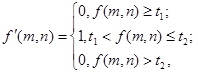 f'(m,n) = { 0, f(m,n) ≥ t₁;
1, t₁ < f(m,n) ≤ t₂;
0, f(m,n) > t₂,